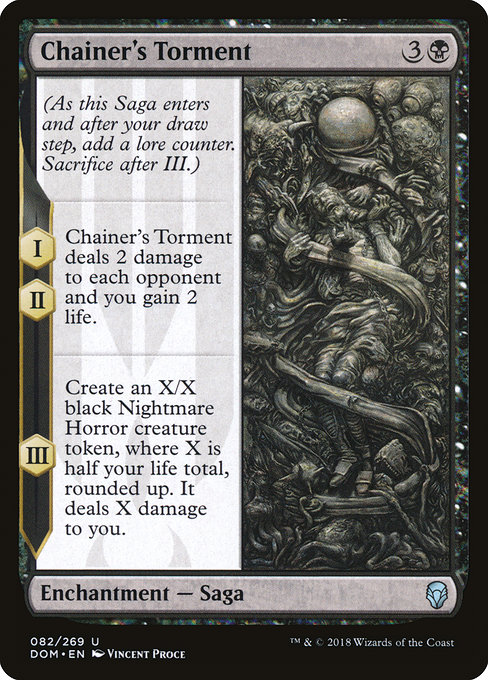 Chainer's Torment 3
(As this Saga enters
and after your draw
step, add a lore counter.
Sacrifice after III.)
I
II
Chainer's Torment
deals 2 damage
to each opponent
and you gain 2
life.
III
Create an X/X
black Nightmare
Horror creature
token, where X is
half your life total,
rounded up. It
deals X damage
to you.
Enchantment — Saga
082/269 U
DOM • EN Vincent Proce
™ & © 2018 Wizards of the Coast